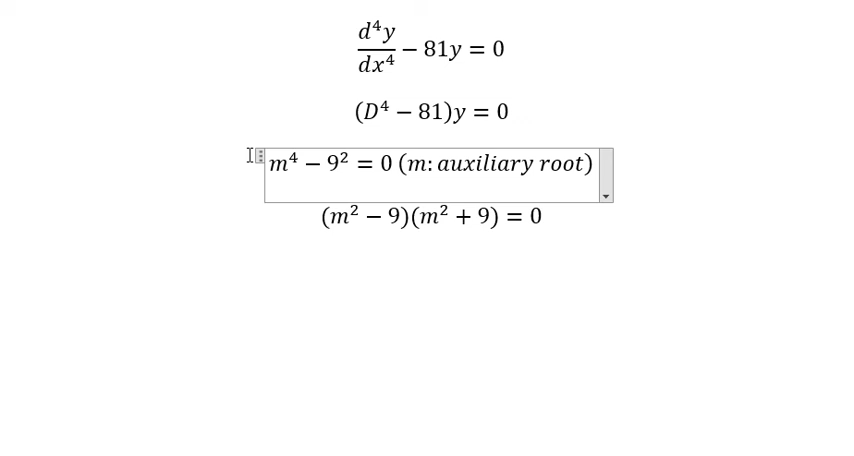 d⁴y/dx⁴ − 81y = 0
(D⁴ − 81)y = 0
m⁴ − 9² = 0 (m: auxiliary root)
(m² − 9)(m² + 9) = 0